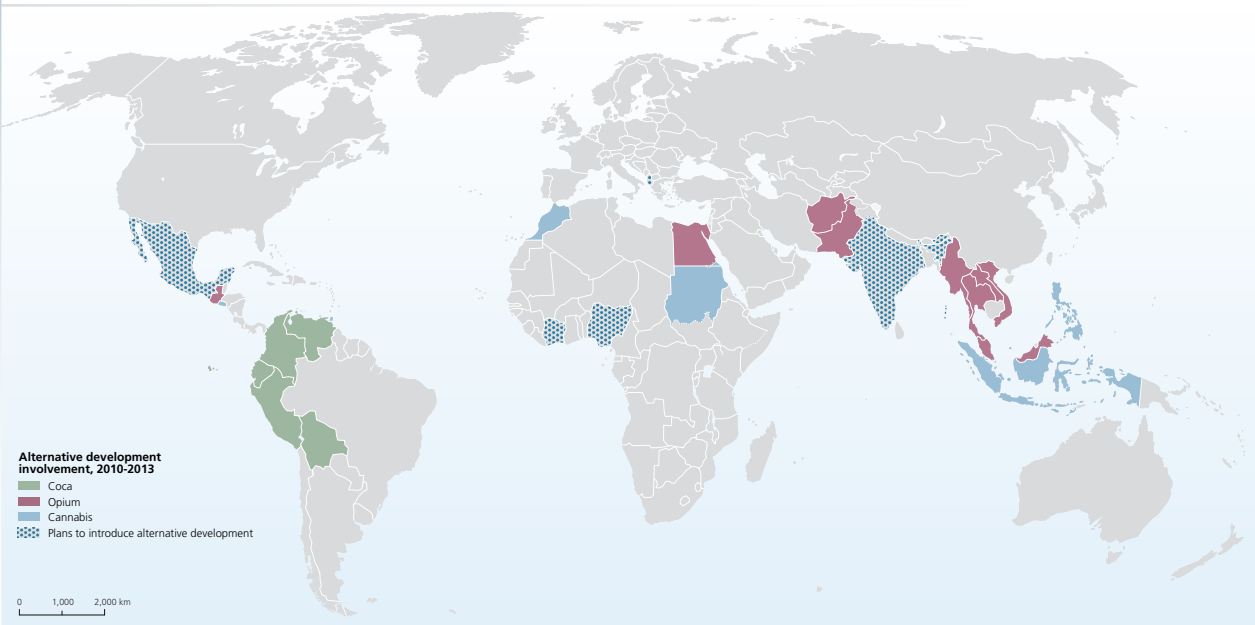 Alternative development
involvement, 2010-2013
Coca
Opium
Cannabis
Plans to introduce alternative development
0 1,000 2,000 km